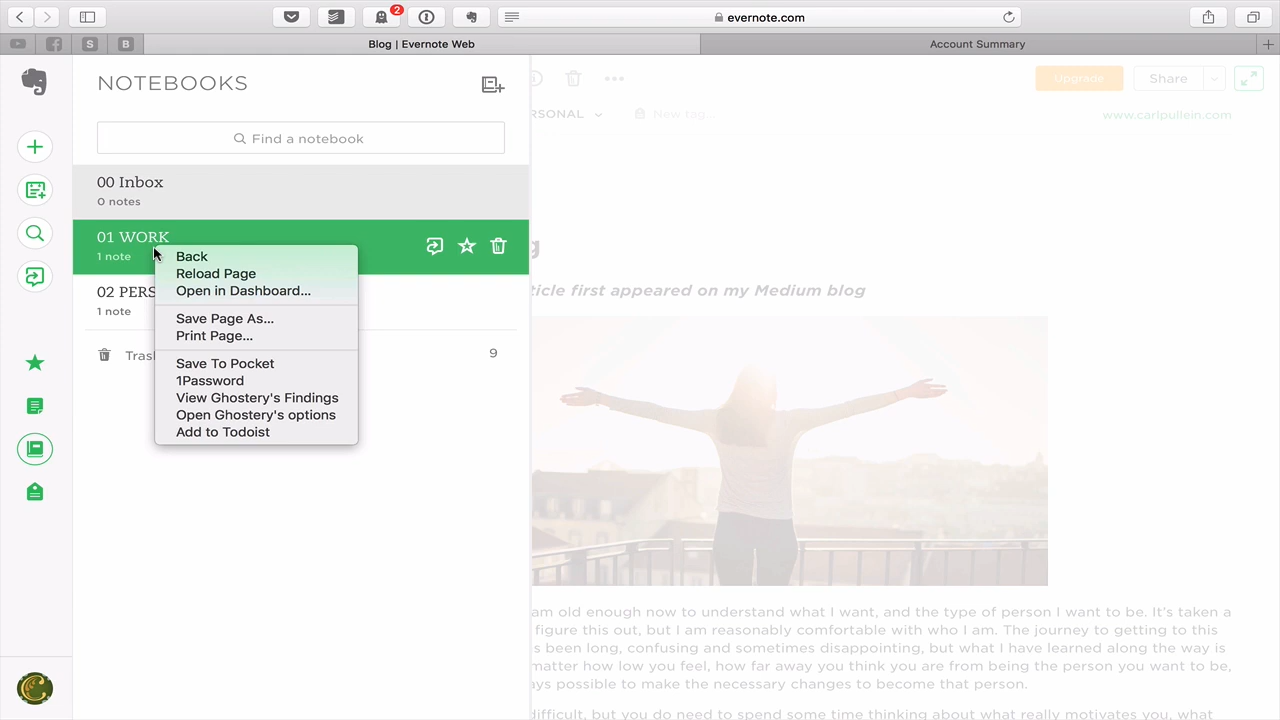 2
evernote.com
S
B
Blog | Evernote Web
Account Summary
NOTEBOOKS
Upgrade
Share
Find a notebook
RSONAL
New tag...
www.carlpullein.com
00 Inbox
0 notes
01 WORK
1 note
Back
Reload Page
Open in Dashboard...
02 PERS
1 note
Save Page As...
Print Page...
Tras
9
Save To Pocket
1Password
View Ghostery's Findings
Open Ghostery's options
Add to Todoist
g
ticle first appeared on my Medium blog
am old enough now to understand what I want, and the type of person I want to be. It's taken a
figure this out, but I am reasonably comfortable with who I am. The journey to getting to this
s been long, confusing and sometimes disappointing, but what I have learned along the way is
matter how low you feel, how far away you think you are from being the person you want to be,
ays possible to make the necessary changes to become that person.
difficult, but you do need to spend some time thinking about what really motivates you, what